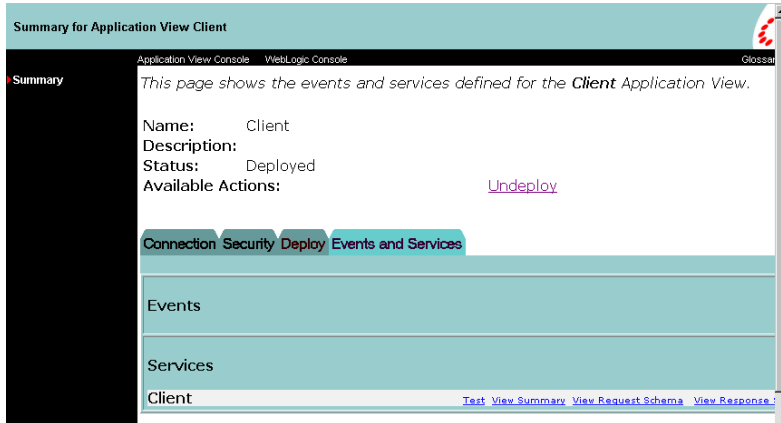 Summary for Application View Client
Application View Console WebLogic Console
Summary
This page shows the events and services defined for the Client Application View.
Name: Client
Description:
Status: Deployed
Available Actions: Undeploy
Connection Security Deploy Events and Services
Events
Services
Client Test View Summary View Request Schema View Response